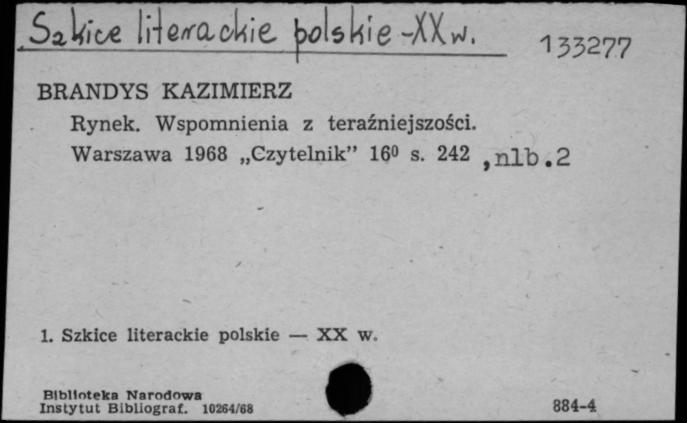 Szkice literackie polskie - XX w.
133277
BRANDYS KAZIMIERZ
Rynek. Wspomnienia z teraźniejszości.
Warszawa 1968 „Czytelnik” 16⁰ s. 242 , nlb.2
1. Szkice literackie polskie — XX w.
Biblioteka Narodowa
Instytut Bibliograf. 10264/68
884-4